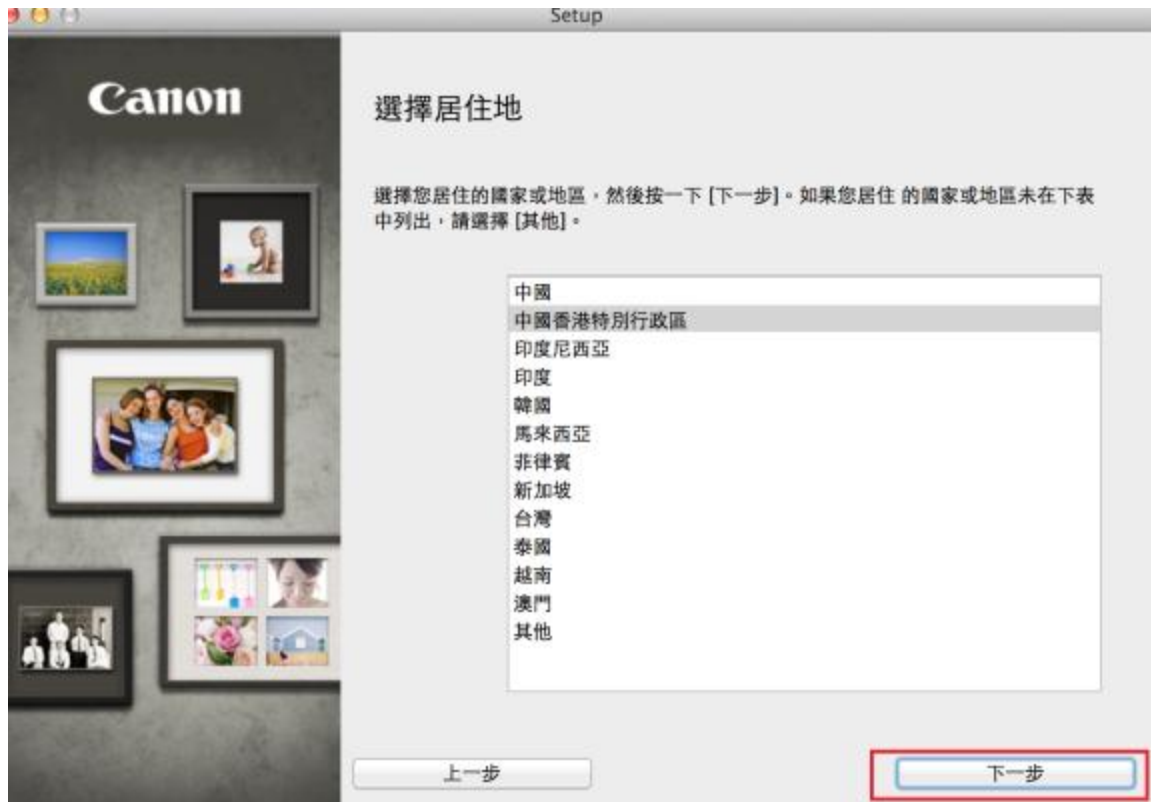 Setup
Canon
選擇居住地
選擇您居住的國家或地區，然後按一下 [下一步]。如果您居住 的國家或地區未在下表
中列出，請選擇 [其他]。
中國
中國香港特別行政區
印度尼西亞
印度
韓國
馬來西亞
菲律賓
新加坡
台灣
泰國
越南
澳門
其他
上一步
下一步